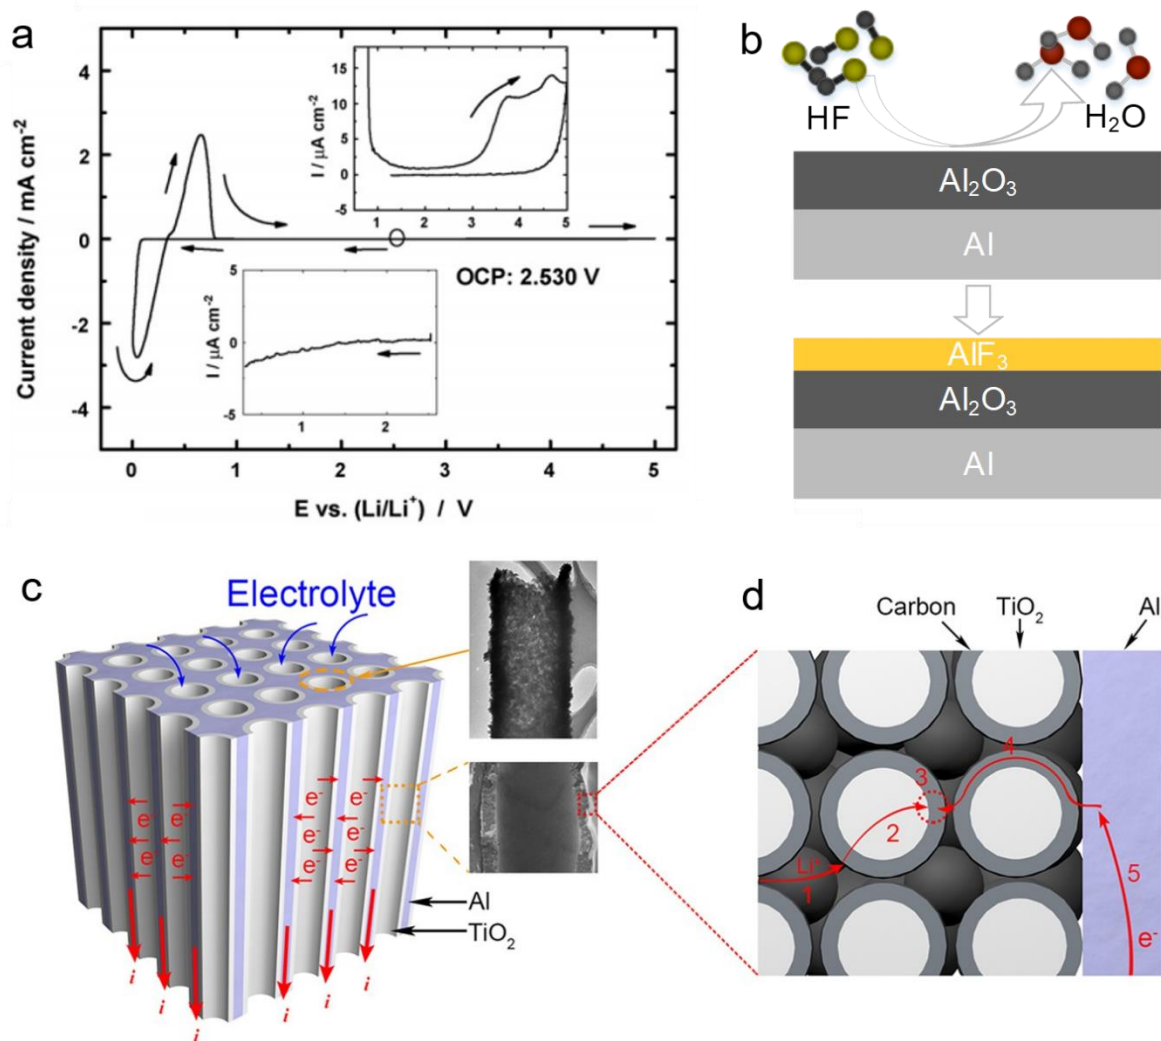 a
Current density / mA cm⁻²
4
2
0
-2
-4
0
1
2
3
4
5
E vs. (Li/Li⁺) / V
I / µA cm⁻²
15
10
5
0
-5
1
2
3
4
5
OCP: 2.530 V
I / µA cm⁻²
5
0
-5
1
2
b
HF
H₂O
Al₂O₃
Al
AlF₃
Al₂O₃
Al
c
Electrolyte
e⁻
e⁻
e⁻
e⁻
e⁻
e⁻
e⁻
e⁻
e⁻
Al
TiO₂
i
i
i
i
i
i
d
Carbon
TiO₂
Al
Li⁺
1
2
3
4
5
e⁻